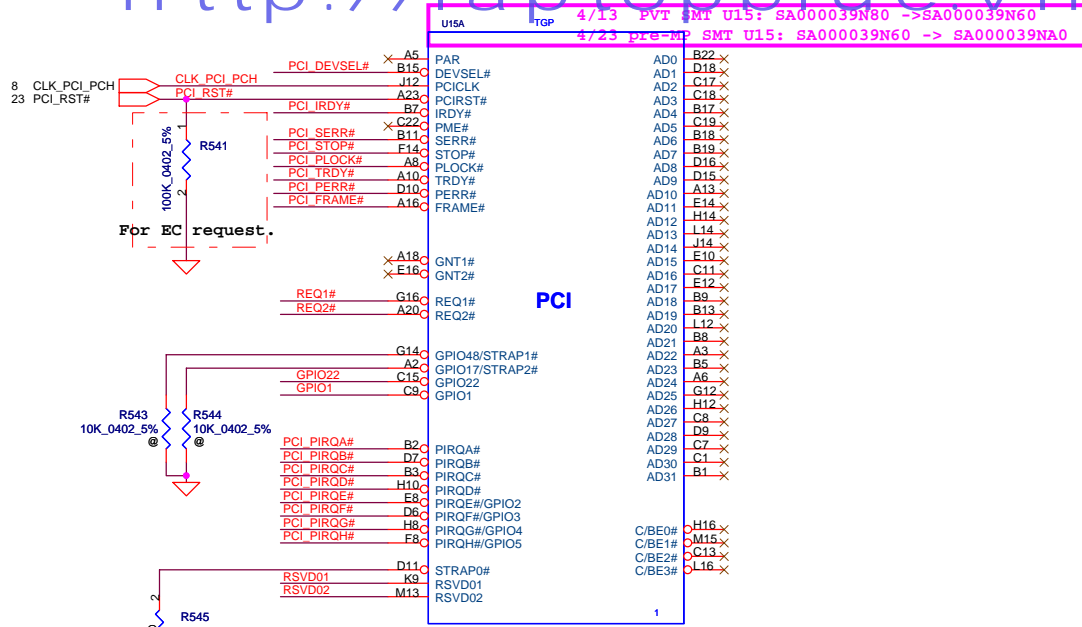 U15A
TGP
4/13 PVT SMT U15: SA000039N80 ->SA000039N60
4/23 pre-MP SMT U15: SA000039N60 -> SA000039NA0
8 CLK_PCI_PCH
23 PCI_RST#
CLK_PCI_PCH
PCI_RST#
1
R541
100K_0402_5%
2
For EC request.
A5 PAR
PCI_DEVSEL# B15 DEVSEL#
J12 PCICLK
A23 PCIRST#
PCI_IRDY# B7 IRDY#
C22 PME#
PCI_SERR# B11 SERR#
PCI_STOP# F14 STOP#
PCI_PLOCK# A8 PLOCK#
PCI_TRDY# A10 TRDY#
PCI_PERR# D10 PERR#
PCI_FRAME# A16 FRAME#
A18 GNT1#
E16 GNT2#
REQ1# G16 REQ1#
REQ2# A20 REQ2#
G14 GPIO48/STRAP1#
A2 GPIO17/STRAP2#
GPIO22 C15 GPIO22
GPIO1 C9 GPIO1
R543
10K_0402_5%
@
R544
10K_0402_5%
@
PCI_PIRQA# B2 PIRQA#
PCI_PIRQB# D7 PIRQB#
PCI_PIRQC# B3 PIRQC#
PCI_PIRQD# H10 PIRQD#
PCI_PIRQE# E8 PIRQE#/GPIO2
PCI_PIRQF# D6 PIRQF#/GPIO3
PCI_PIRQG# H8 PIRQG#/GPIO4
PCI_PIRQH# F8 PIRQH#/GPIO5
D11 STRAP0#
RSVD01 K9 RSVD01
RSVD02 M13 RSVD02
2
R545
PCI
AD0 B22
AD1 D18
AD2 C17
AD3 C18
AD4 B17
AD5 C19
AD6 B18
AD7 B19
AD8 D16
AD9 D15
AD10 A13
AD11 E14
AD12 H14
AD13 L14
AD14 J14
AD15 E10
AD16 C11
AD17 E12
AD18 B9
AD19 B13
AD20 L12
AD21 B8
AD22 A3
AD23 B5
AD24 A6
AD25 G12
AD26 H12
AD27 C8
AD28 D9
AD29 C7
AD30 C1
AD31 B1
C/BE0# H16
C/BE1# M15
C/BE2# C13
C/BE3# L16
1